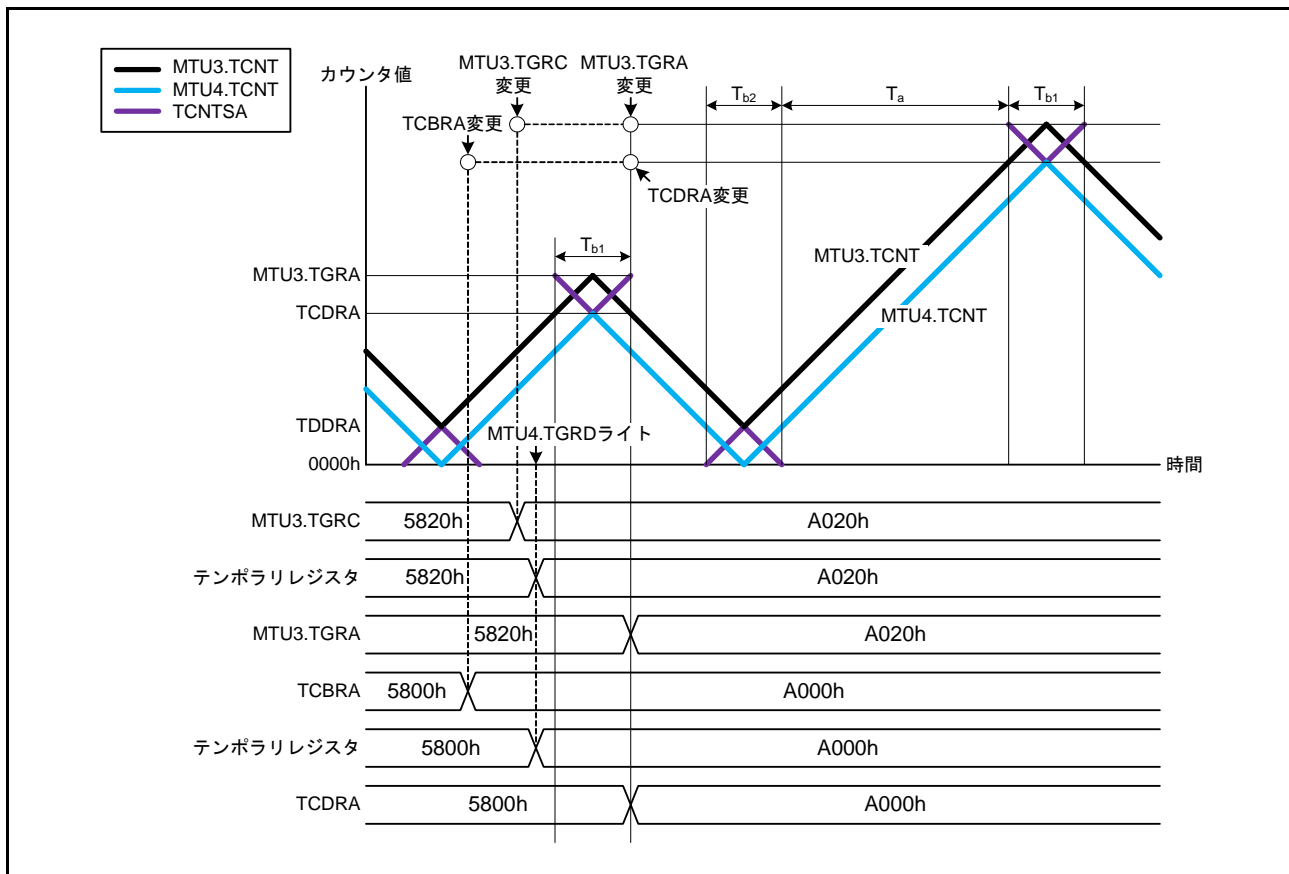 MTU3.TCNT
MTU4.TCNT
TCNTSA
カウンタ値
MTU3.TGRC
変更
MTU3.TGRA
変更
TCBRA変更
TCDRA変更
Tb2
Ta
Tb1
Tb1
MTU3.TCNT
MTU4.TCNT
MTU3.TGRA
TCDRA
TDDRA
0000h
MTU4.TGRDライト
時間
MTU3.TGRC
5820h
A020h
テンポラリレジスタ
5820h
A020h
MTU3.TGRA
5820h
A020h
TCBRA
5800h
A000h
テンポラリレジスタ
5800h
A000h
TCDRA
5800h
A000h